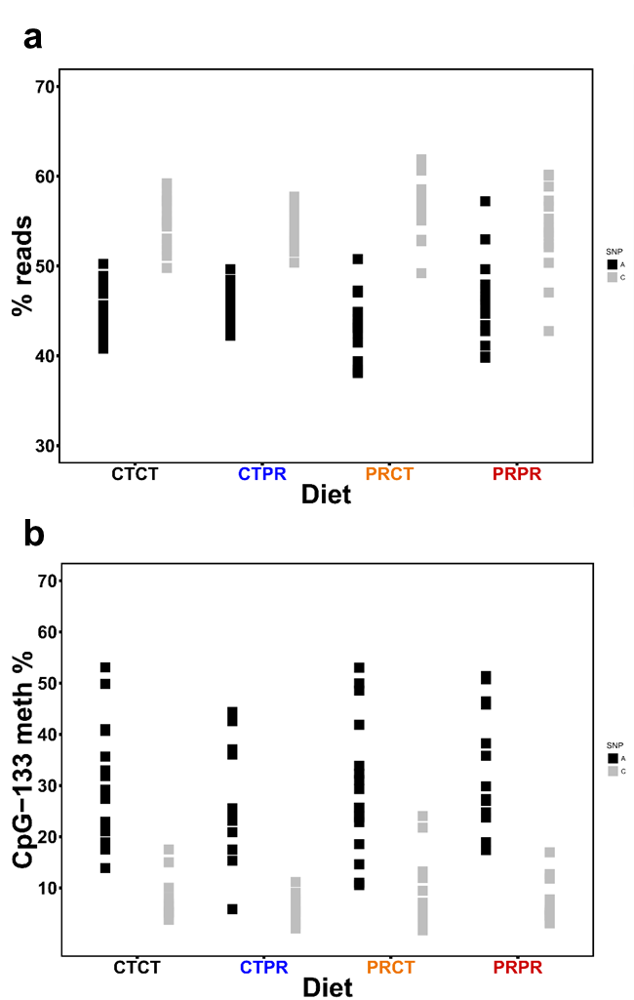 a
% reads
70
60
50
40
30
CTCT CTPR PRCT PRPR
Diet
SNP
A
C
b
CpG−133 meth %
70
60
50
40
30
20
10
CTCT CTPR PRCT PRPR
Diet
SNP
A
C